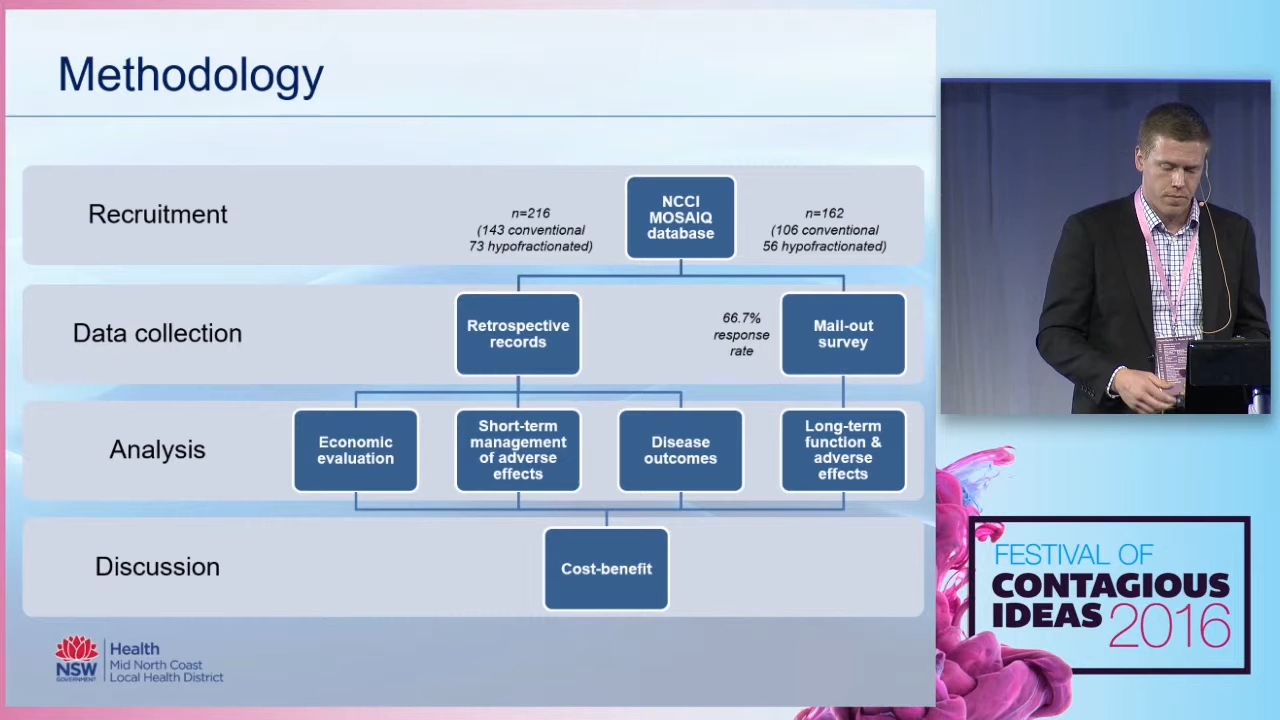 Methodology
Recruitment
n=216
(143 conventional
73 hypofractionated)
NCCI
MOSAIQ
database
n=162
(106 conventional
56 hypofractionated)
Data collection
Retrospective
records
66.7%
response
rate
Mail-out
survey
Analysis
Economic
evaluation
Short-term
management
of adverse
effects
Disease
outcomes
Long-term
function &
adverse
effects
Discussion
Cost-benefit
NSW
GOVERNMENT
Health
Mid North Coast
Local Health District
FESTIVAL OF
CONTAGIOUS
IDEAS 2016